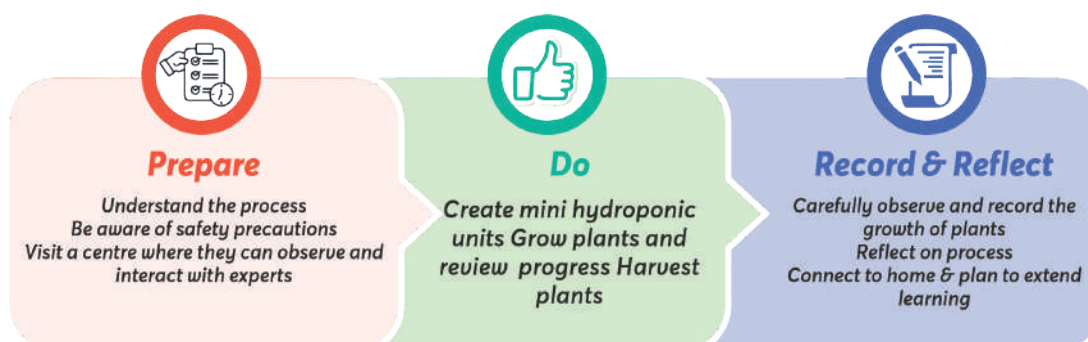 Prepare
Understand the process
Be aware of safety precautions
Visit a centre where they can observe and
interact with experts
Do
Create mini hydroponic
units Grow plants and
review progress Harvest
plants
Record & Reflect
Carefully observe and record the
growth of plants
Reflect on process
Connect to home & plan to extend
learning